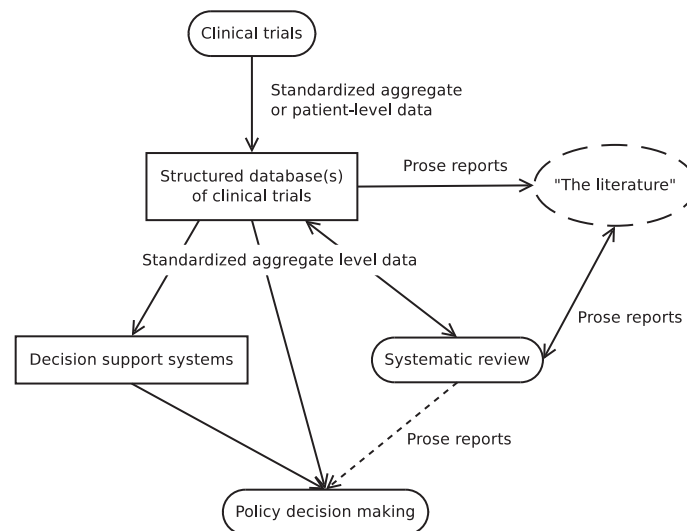 Clinical trials
Standardized aggregate
or patient-level data
Structured database(s)
of clinical trials
Prose reports
"The literature"
Standardized aggregate level data
Prose reports
Decision support systems
Systematic review
Prose reports
Policy decision making